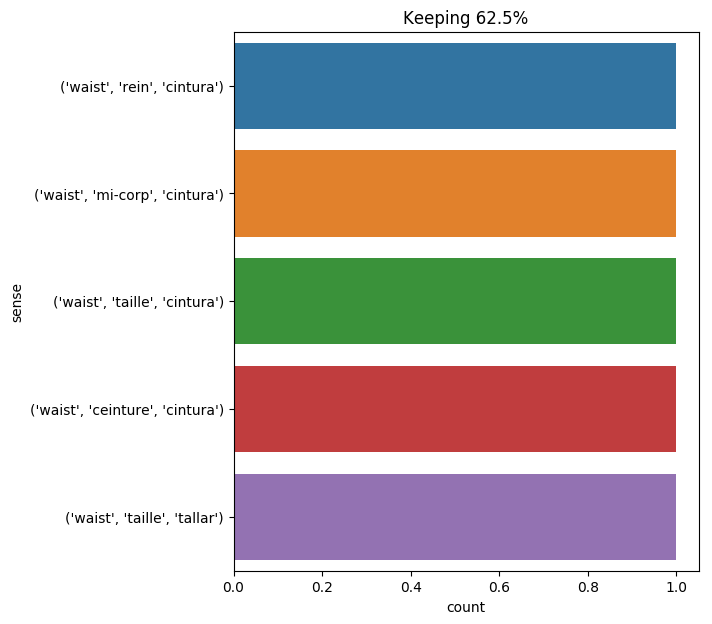 Keeping 62.5%
('waist', 'rein', 'cintura')
('waist', 'mi-corp', 'cintura')
('waist', 'taille', 'cintura')
('waist', 'ceinture', 'cintura')
('waist', 'taille', 'tallar')
sense
0.0 0.2 0.4 0.6 0.8 1.0
count